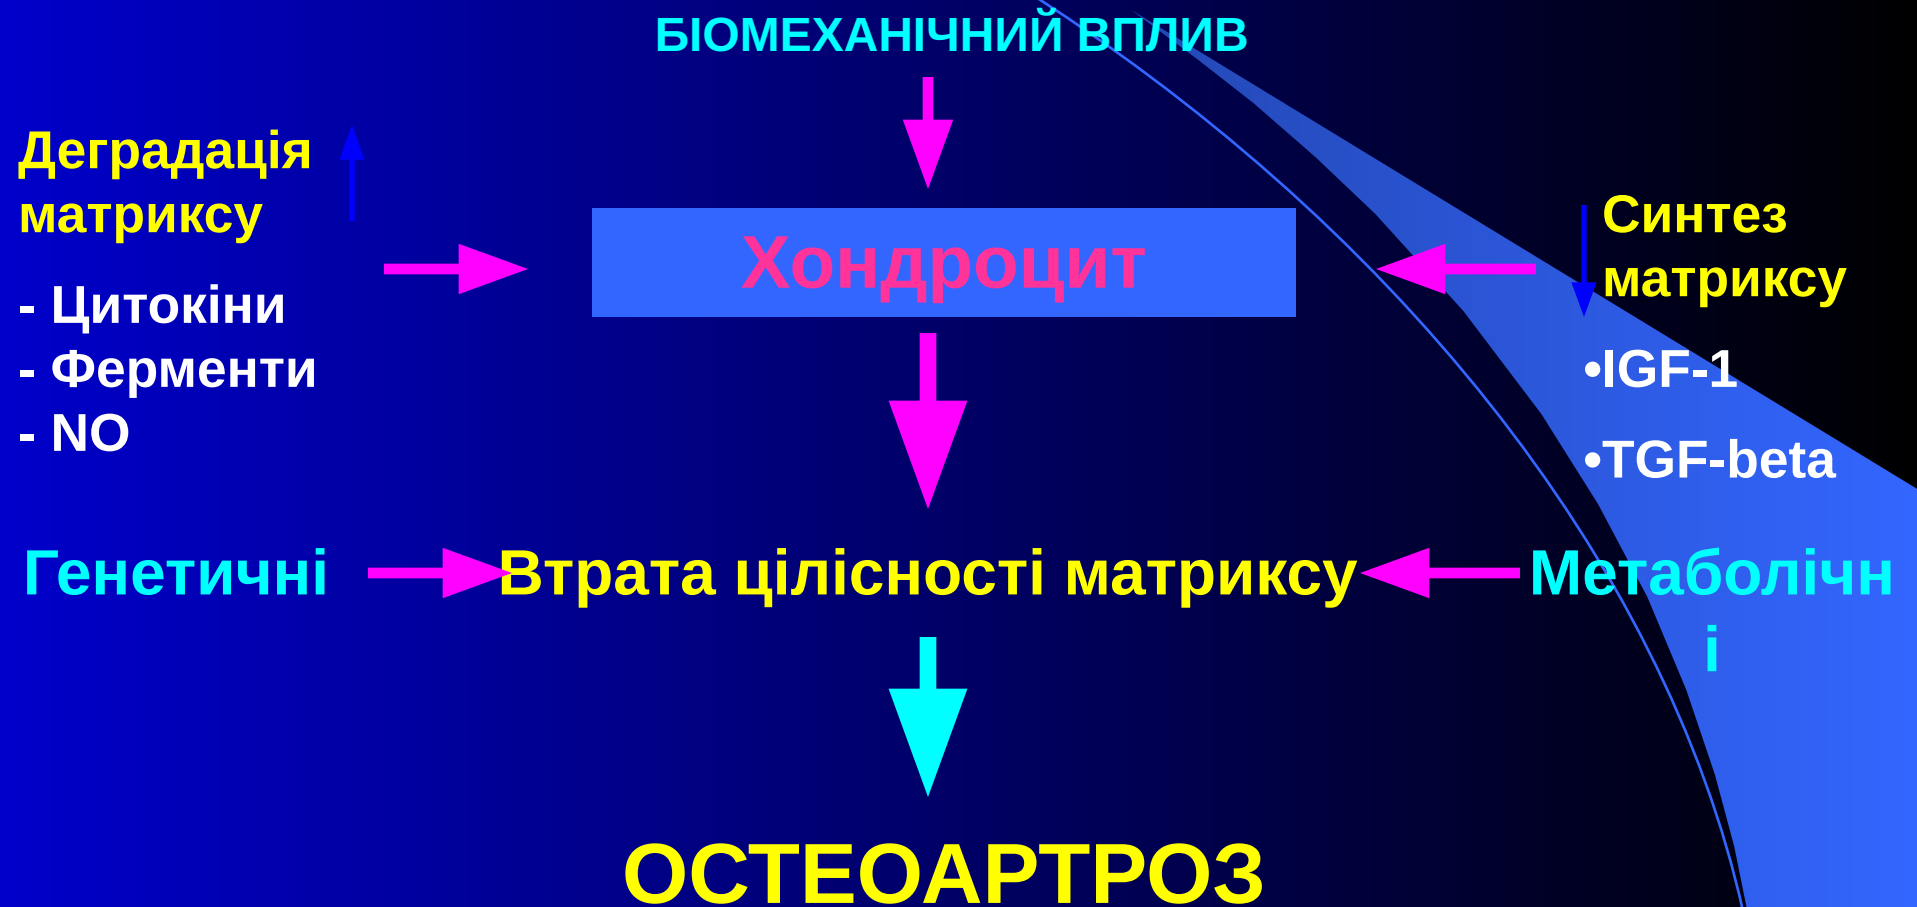 БІОМЕХАНІЧНИЙ ВПЛИВ
Деградація
матриксу
- Цитокіни
- Ферменти
- NO
Хондроцит
Синтез
матриксу
•IGF-1
•TGF-beta
Генетичні
Втрата цілісності матриксу
Метаболічн
і
ОСТЕОАРТРОЗ